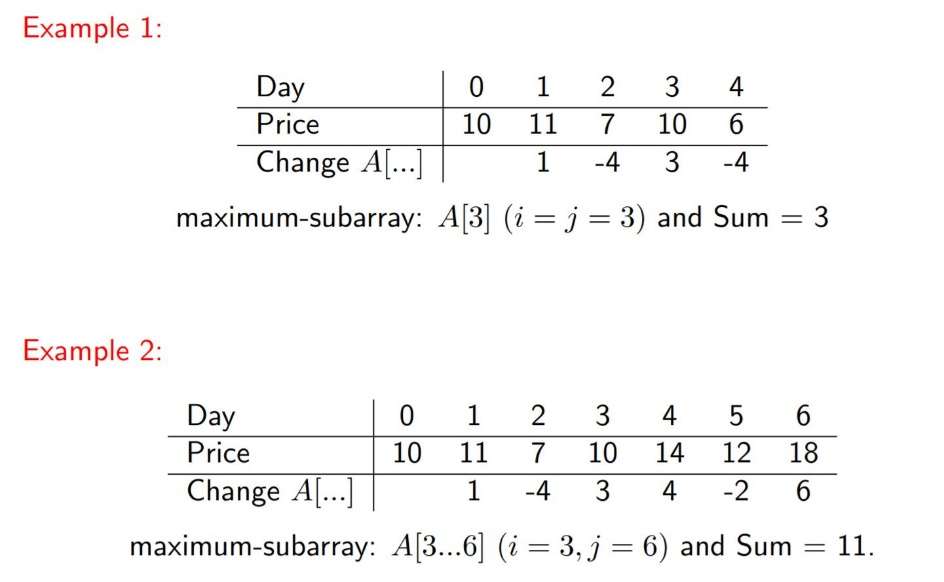 Example 1:
Day 0 1 2 3 4
Price 10 11 7 10 6
Change A[...] 1 -4 3 -4
maximum-subarray: A[3] (i = j = 3) and Sum = 3
Example 2:
Day 0 1 2 3 4 5 6
Price 10 11 7 10 14 12 18
Change A[...] 1 -4 3 4 -2 6
maximum-subarray: A[3...6] (i = 3, j = 6) and Sum = 11.